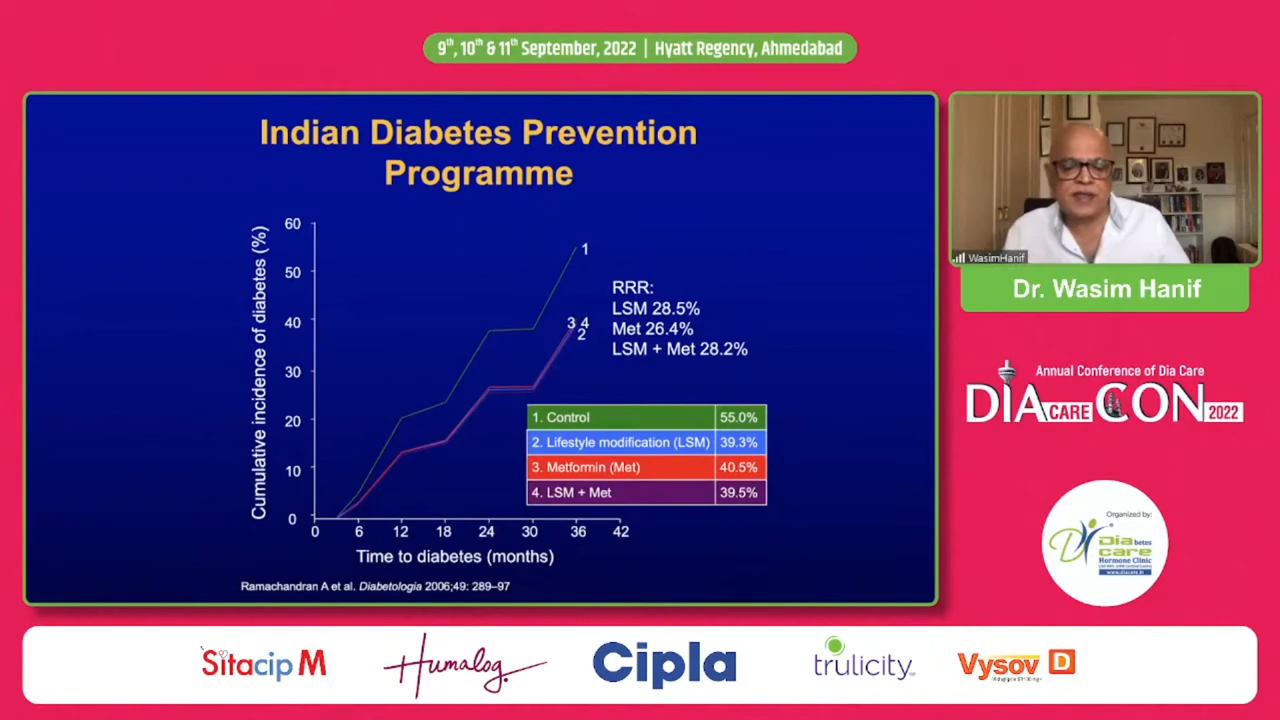 9th, 10th & 11th September, 2022 | Hyatt Regency, Ahmedabad
Indian Diabetes Prevention
Programme
Cumulative incidence of diabetes (%)
60
50
40
30
20
10
0
0 6 12 18 24 30 36 42
Time to diabetes (months)
1
3 4
2
RRR:
LSM 28.5%
Met 26.4%
LSM + Met 28.2%
1. Control 55.0%
2. Lifestyle modification (LSM) 39.3%
3. Metformin (Met) 40.5%
4. LSM + Met 39.5%
Ramachandran A et al. Diabetologia 2006;49: 289–97
WasimHanif
Dr. Wasim Hanif
Annual Conference of Dia Care
DIA CARE CON 2022
Organized by:
Diabetes
care
Hormone Clinic
www.diacare.in
Sitacip M
Humalog
Cipla
trulicity
Vysov D